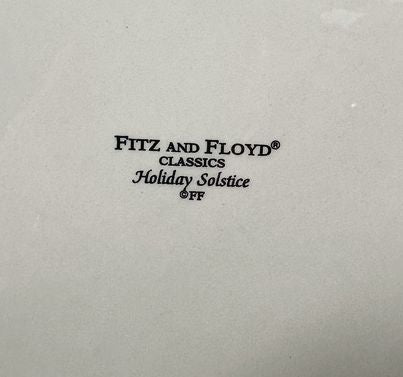 FITZ AND FLOYD®
CLASSICS
Holiday Solstice
©FF